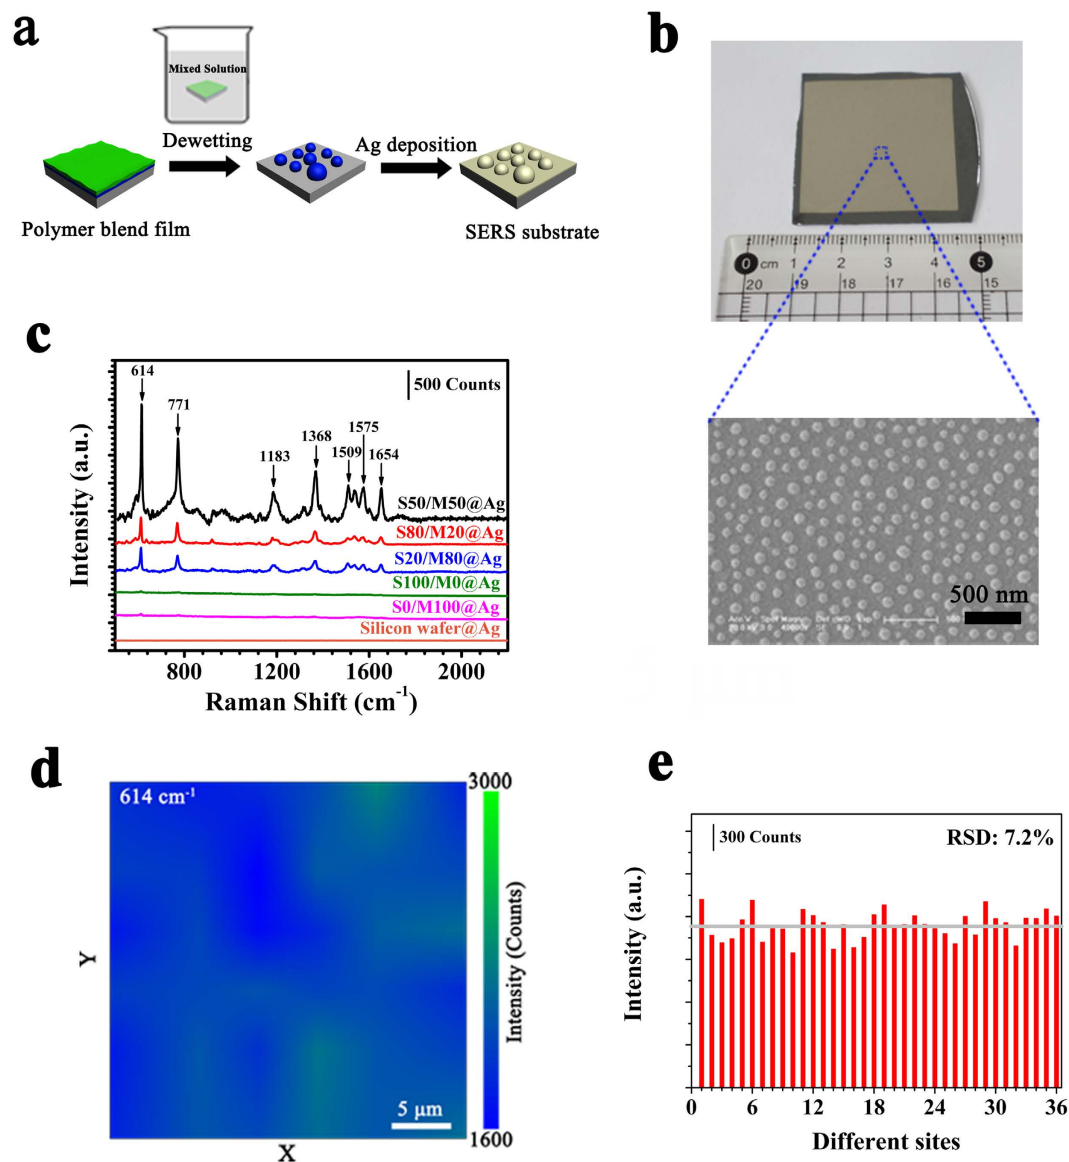 a
Mixed Solution
Dewetting
Ag deposition
Polymer blend film
SERS substrate
b
0 cm 1 2 3 4 5
20 19 18 17 16 15
500 nm
c
614
771
1183
1368
1509
1575
1654
500 Counts
S50/M50@Ag
S80/M20@Ag
S20/M80@Ag
S100/M0@Ag
S0/M100@Ag
Silicon wafer@Ag
Intensity (a.u.)
800 1200 1600 2000
Raman Shift (cm⁻¹)
d
614 cm⁻¹
5 μm
Y
X
3000
Intensity (Counts)
1600
e
300 Counts
RSD: 7.2%
Intensity (a.u.)
0 6 12 18 24 30 36
Different sites